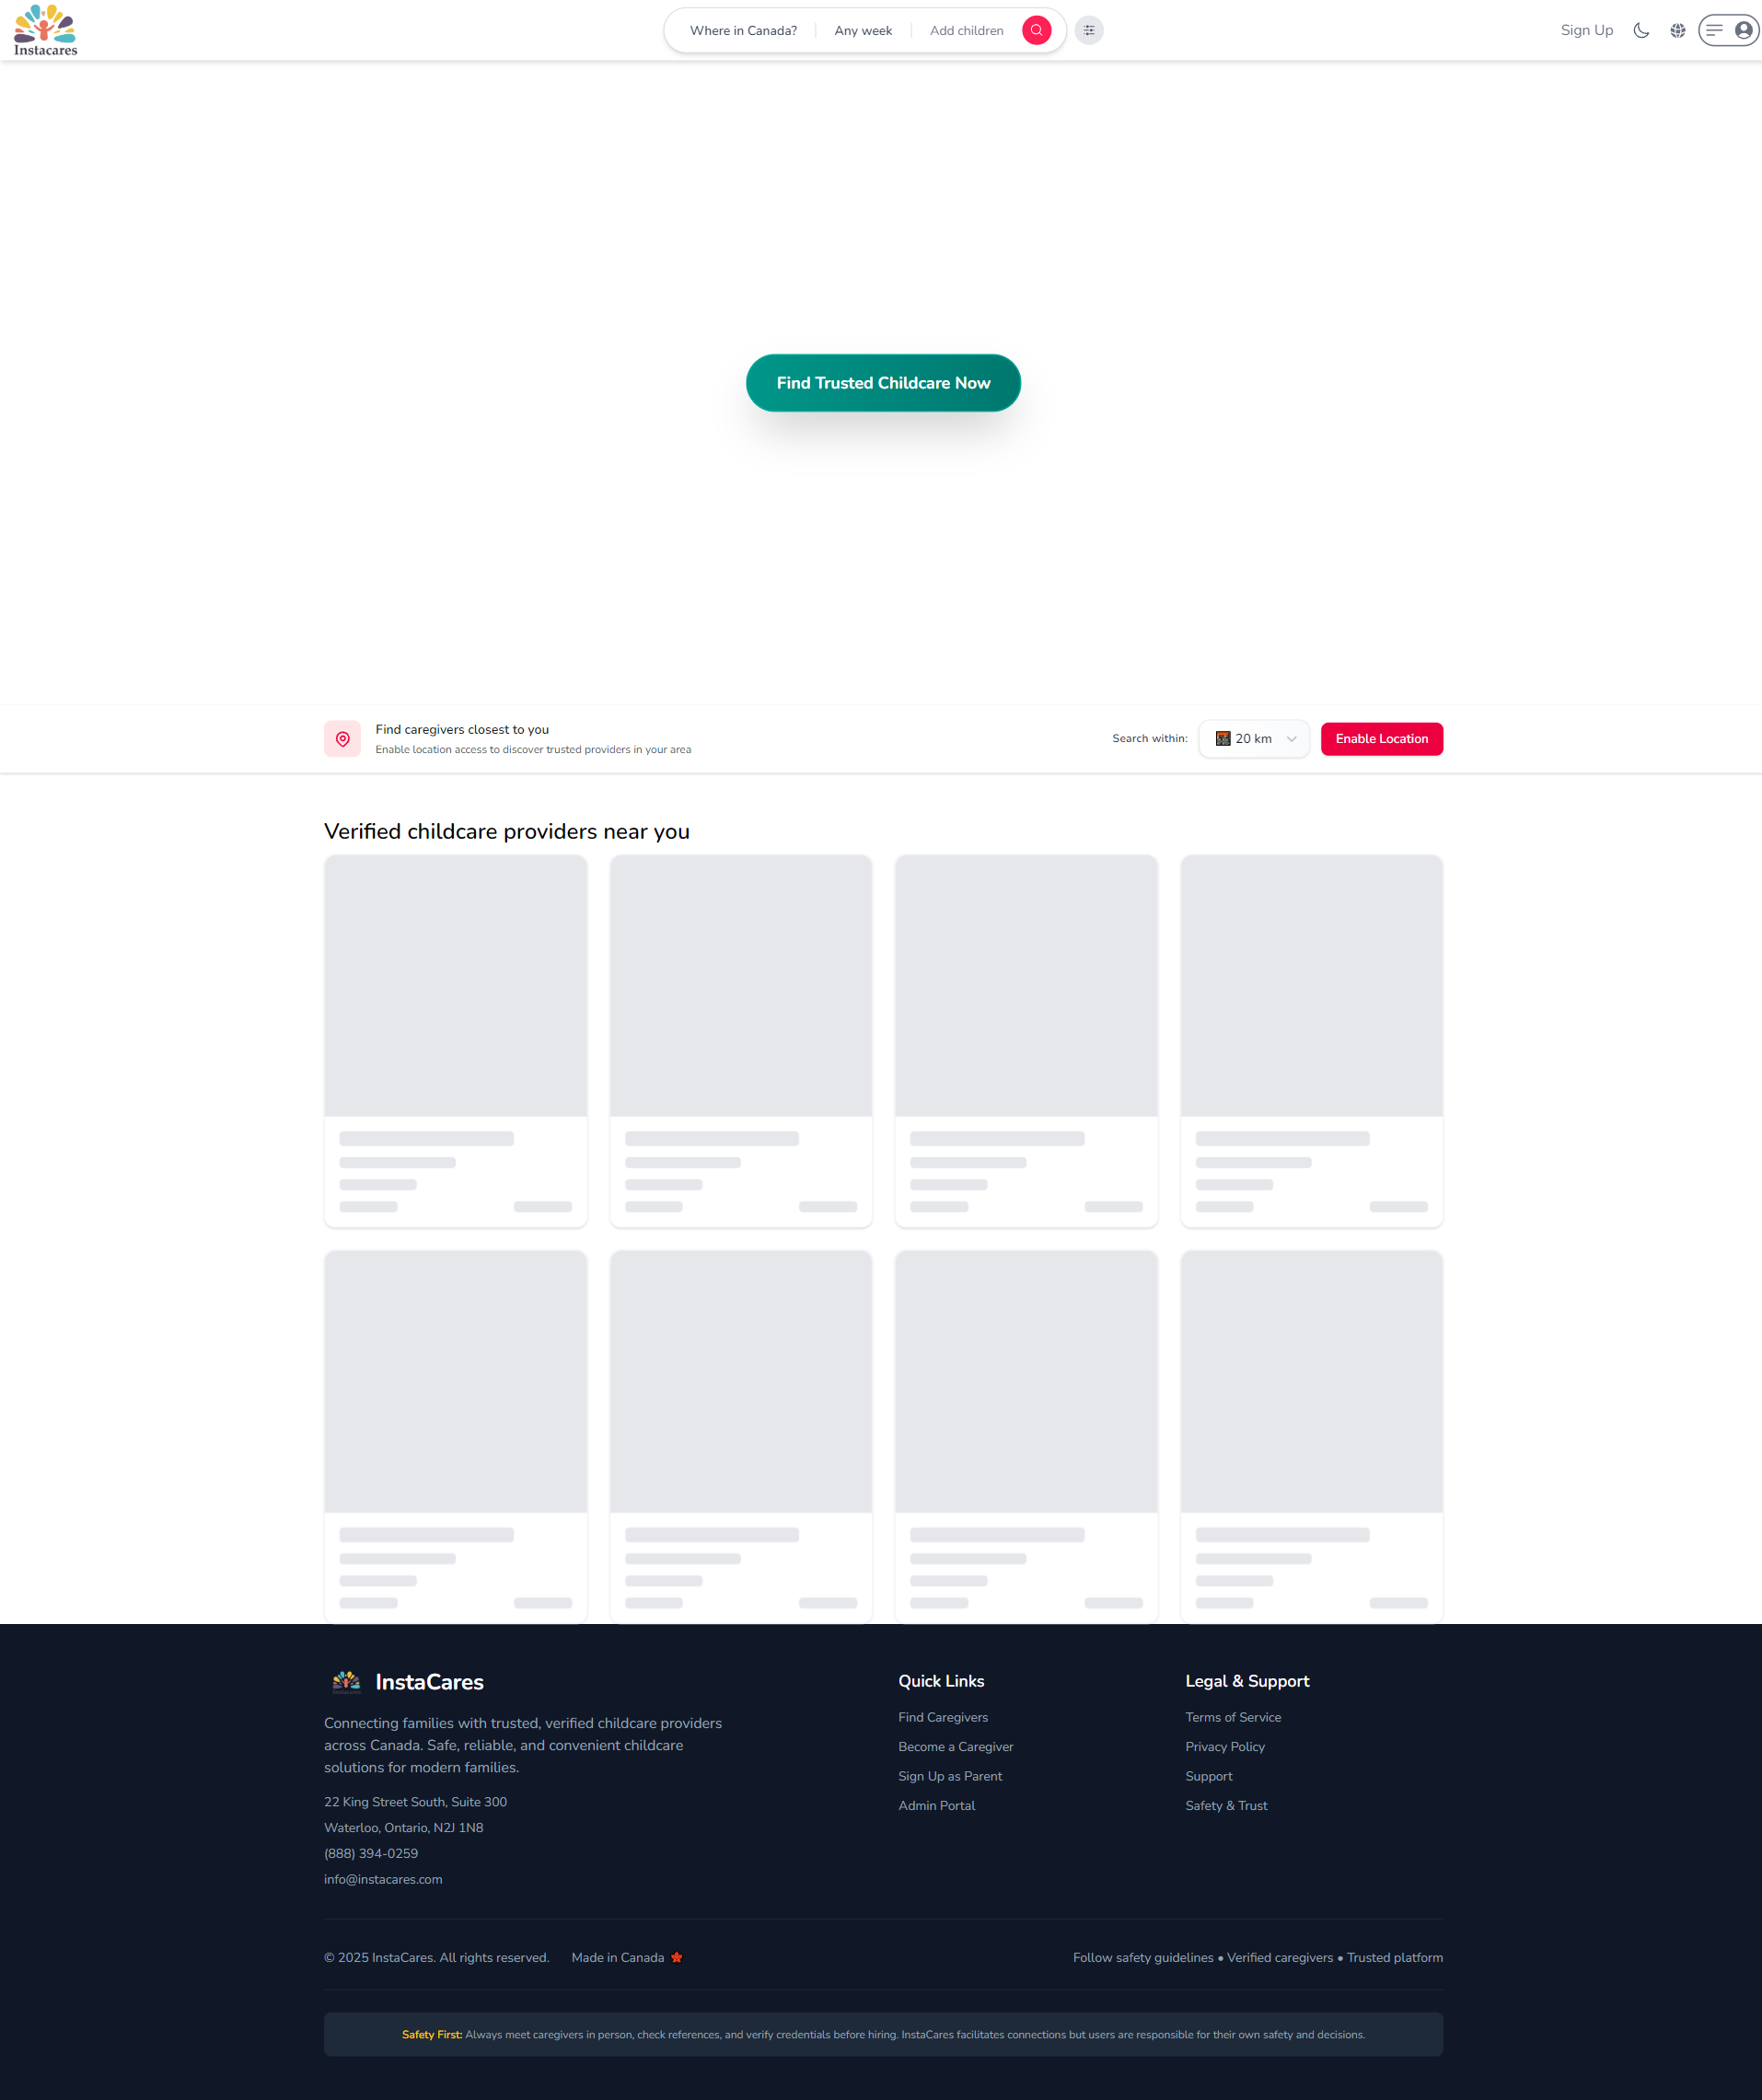 Instacares
Where in Canada?
Any week
Add children
Sign Up
Find Trusted Childcare Now
Find caregivers closest to you
Enable location access to discover trusted providers in your area
Search within:
20 km
Enable Location
Verified childcare providers near you
InstaCares
Connecting families with trusted, verified childcare providers
across Canada. Safe, reliable, and convenient childcare
solutions for modern families.
22 King Street South, Suite 300
Waterloo, Ontario, N2J 1N8
(888) 394-0259
info@instacares.com
Quick Links
Find Caregivers
Become a Caregiver
Sign Up as Parent
Admin Portal
Legal & Support
Terms of Service
Privacy Policy
Support
Safety & Trust
© 2025 InstaCares. All rights reserved.
Made in Canada
Follow safety guidelines • Verified caregivers • Trusted platform
Safety First: Always meet caregivers in person, check references, and verify credentials before hiring. InstaCares facilitates connections but users are responsible for their own safety and decisions.